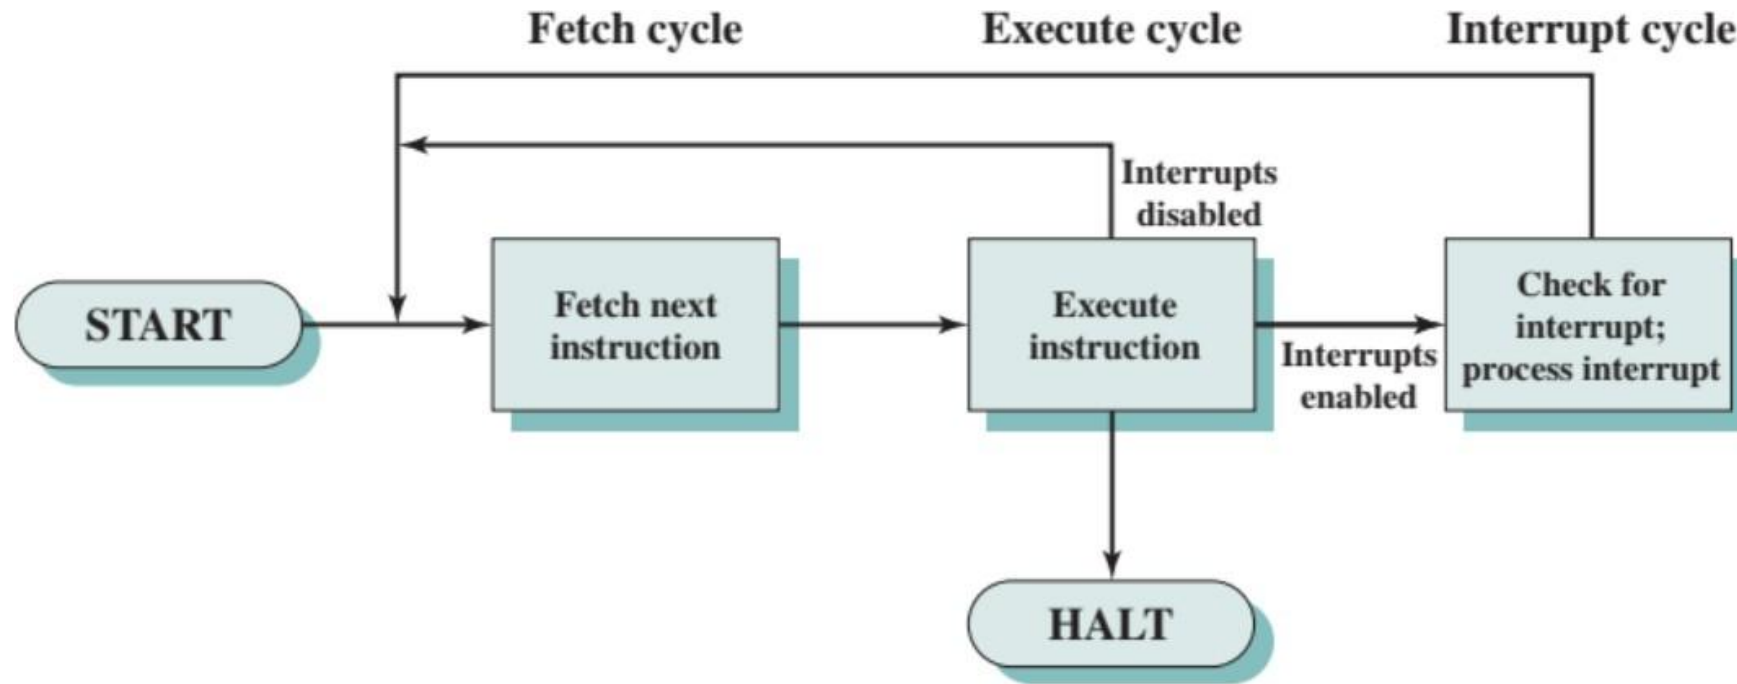 Fetch cycle
Execute cycle
Interrupt cycle
Interrupts
disabled
START
Fetch next
instruction
Execute
instruction
Interrupts
enabled
Check for
interrupt;
process interrupt
HALT